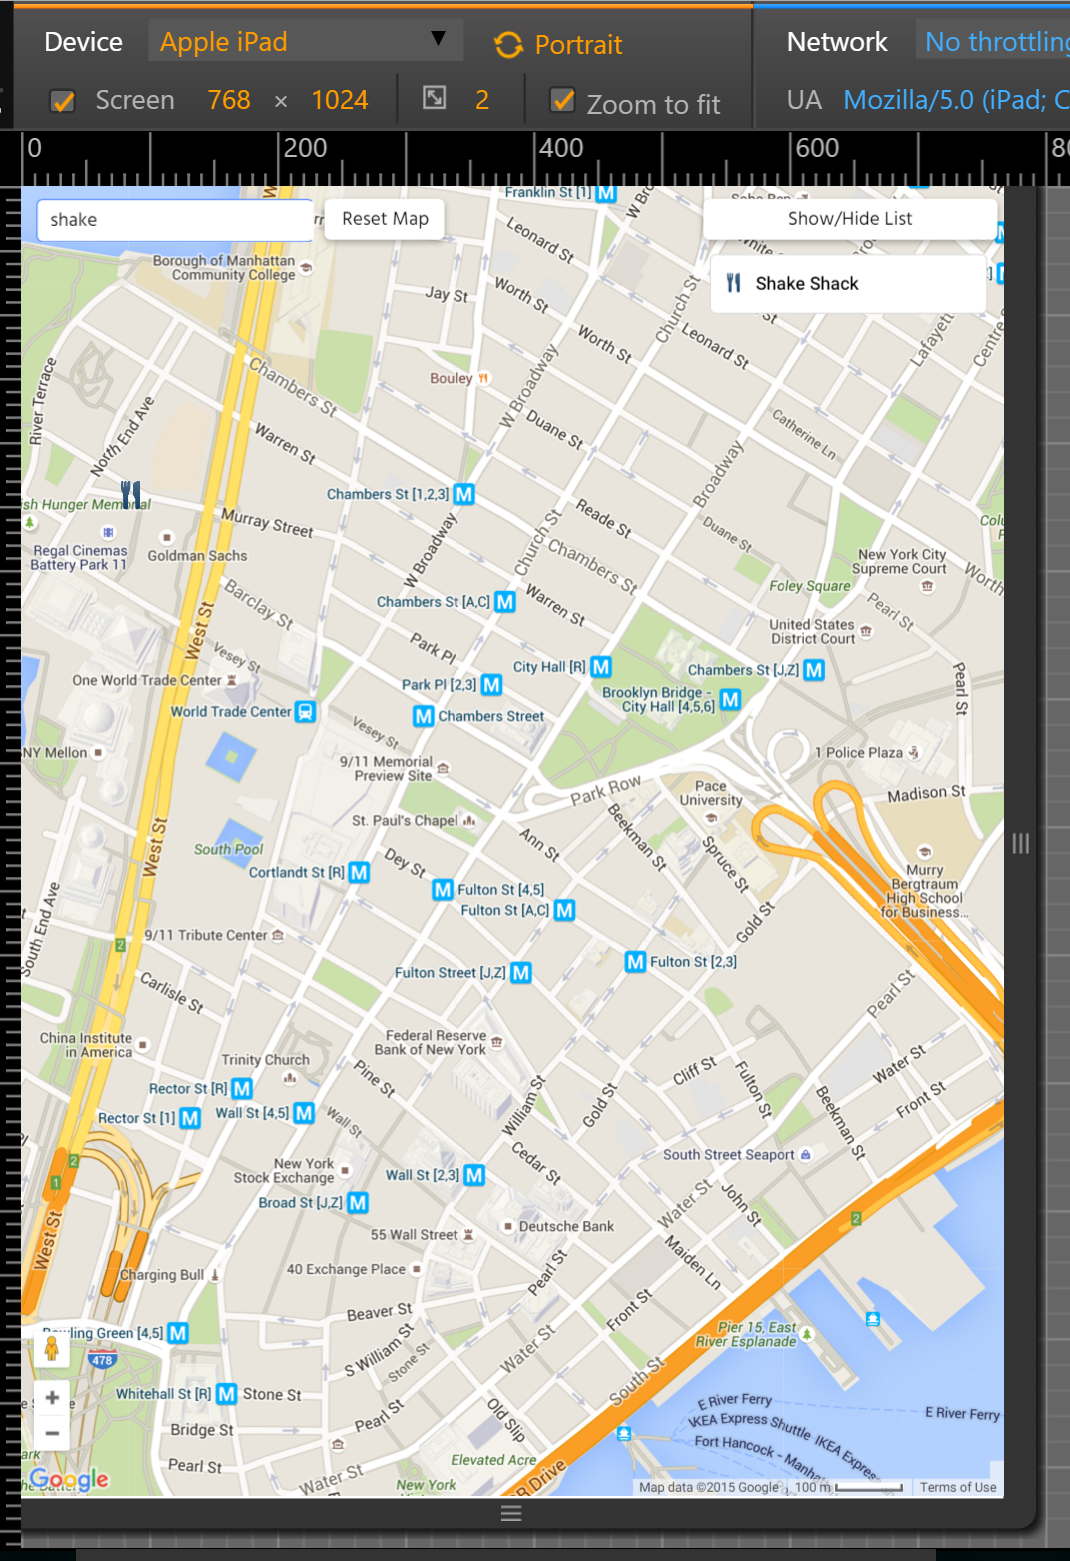 Device
Apple iPad
Portrait
Network
No throttling
Screen
768 × 1024
2
Zoom to fit
UA
Mozilla/5.0 (iPad; C
0
200
400
600
80
shake
Reset Map
Show/Hide List
Shake Shack
Franklin St [1]
W Bro
Leonard St
Borough of Manhattan
Community College
Jay St
Worth St
Church St
Worth St
Leonard St
Lafayett
Centre S
White
Bouley
W Broadway
Chambers St
River Terrace
North End Ave
Warren St
Duane St
Catherine Ln
Broadway
Chambers St [1,2,3]
ish Hunger Memorial
Murray Street
Reade St
Duane St
Colu
Regal Cinemas
Battery Park 11
Goldman Sachs
W Broadway
Church St
Chambers St
New York City
Supreme Court
Worth
Foley Square
Pearl St
Barclay St
Chambers St [A,C]
Warren St
West St
Park Pl
United States
District Court
Vesey St
City Hall [R]
Chambers St [J,Z]
One World Trade Center
Park Pl [2,3]
Brooklyn Bridge -
City Hall [4,5,6]
Pearl St
World Trade Center
Chambers Street
Vesey St
NY Mellon
9/11 Memorial
Preview Site
1 Police Plaza
Park Row
Pace
University
Madison St
St. Paul's Chapel
Ann St
Beekman St
Spruce St
West St
South Pool
Dey St
Cortlandt St [R]
Fulton St [4,5]
Fulton St [A,C]
Murry
Bergtraum
High School
for Business...
Gold St
South End Ave
2
9/11 Tribute Center
Fulton St [2,3]
Fulton Street [J,Z]
Carlisle St
Pearl St
China Institute
in America
Federal Reserve
Bank of New York
Trinity Church
Pine St
Cliff St
Water St
Rector St [R]
Fulton St
Front St
Rector St [1]
Wall St [4,5]
Wall St
William St
Gold St
Beekman St
Cedar St
South Street Seaport
2
1
New York
Stock Exchange
Wall St [2,3]
Water St
John St
Broad St [J,Z]
2
West St
55 Wall Street
Deutsche Bank
Maiden Ln
Charging Bull
40 Exchange Place
Pearl St
Beaver St
Front St
Bowling Green [4,5]
S William St
Stone St
Water St
Pier 15, East
River Esplanade
478
South St
Whitehall St [R]
Stone St
Pearl St
Old Slip
E River Ferry
IKEA Express Shuttle
IKEA Express
E River Ferry
Bridge St
Fort Hancock - Manhat
+
−
Pearl St
Water St
Elevated Acre
New York
R Drive
Google
Map data ©2015 Google
100 m
Terms of Use